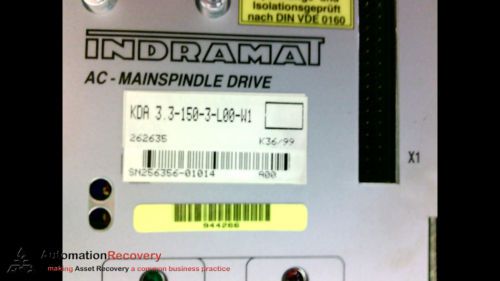 Isolationsgeprüft
nach DIN VDE 0160
INDRAMAT
AC - MAINSPINDLE DRIVE
KDA 3.3-150-3-L00-W1
262635 K36/99
SN256356-01014 A00
X1
944266
AutomationRecovery
making Asset Recovery a common business practice